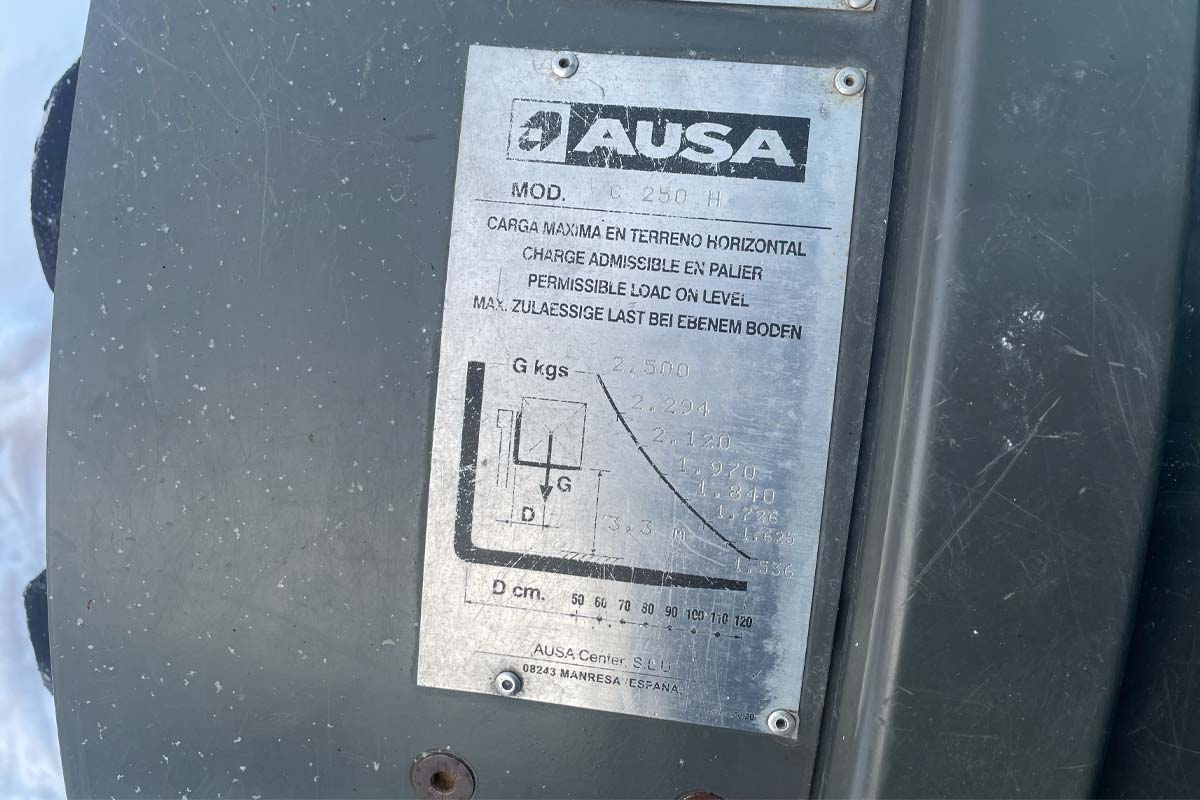 AUSA
MOD. C 250 H
CARGA MAXIMA EN TERRENO HORIZONTAL
CHARGE ADMISSIBLE EN PALIER
PERMISSIBLE LOAD ON LEVEL
MAX. ZULAESSIGE LAST BEI EBENEM BODEN
G kgs 2.500
2.294
2.120
1.970
1.840
1.726
1.625
1.536
G
D
3.3 m
D cm. 50 60 70 80 90 100 110 120
AUSA Center, S.L.U.
08243 MANRESA (ESPAÑA)